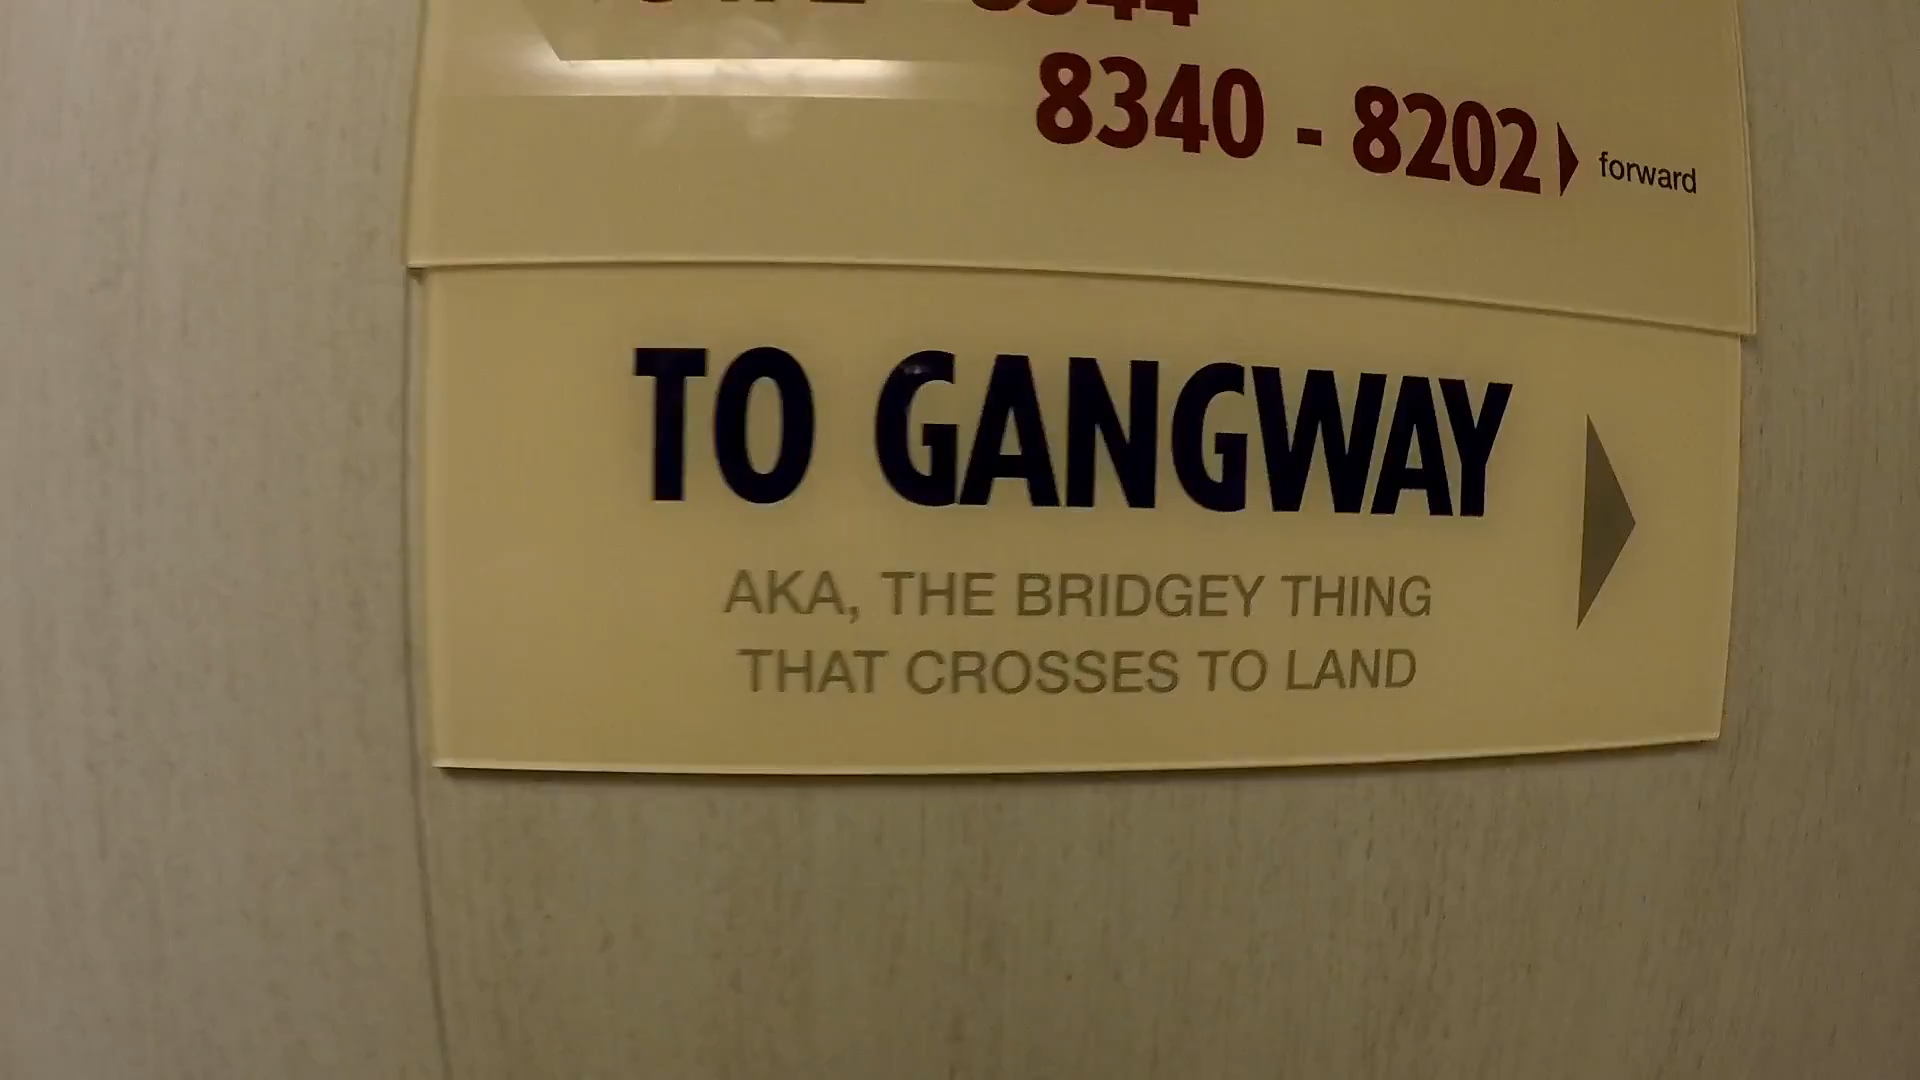 8340 - 8202 forward
TO GANGWAY
AKA, THE BRIDGEY THING
THAT CROSSES TO LAND